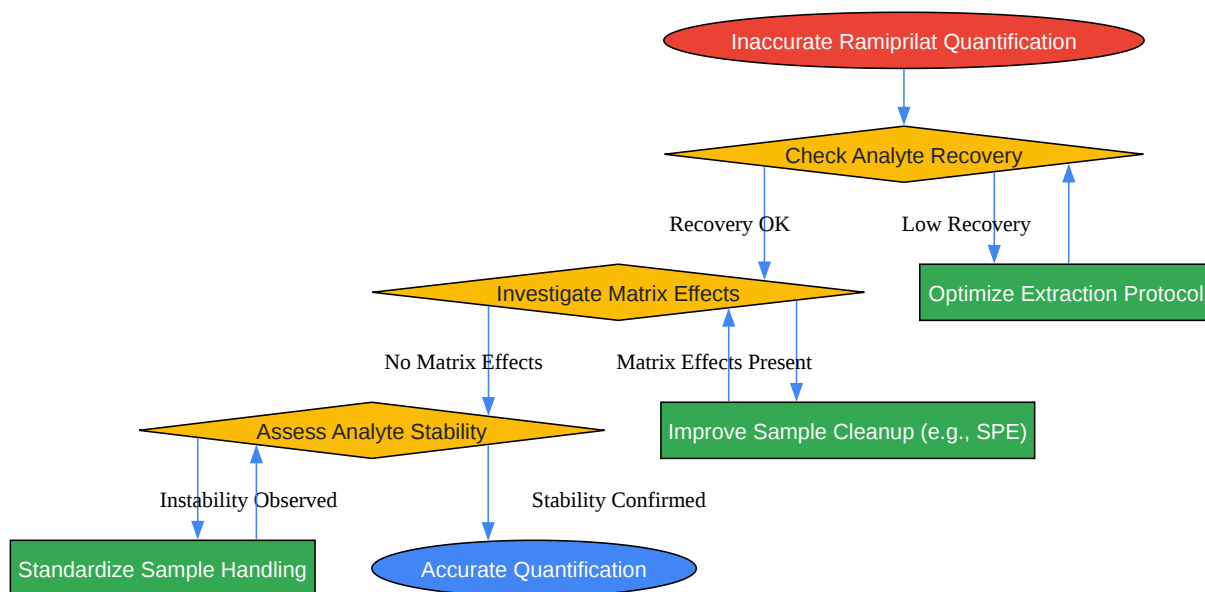 Inaccurate Ramiprilat Quantification
Check Analyte Recovery
Recovery OK
Low Recovery
Investigate Matrix Effects
Optimize Extraction Protocol
No Matrix Effects
Matrix Effects Present
Assess Analyte Stability
Improve Sample Cleanup (e.g., SPE)
Instability Observed
Stability Confirmed
Standardize Sample Handling
Accurate Quantification